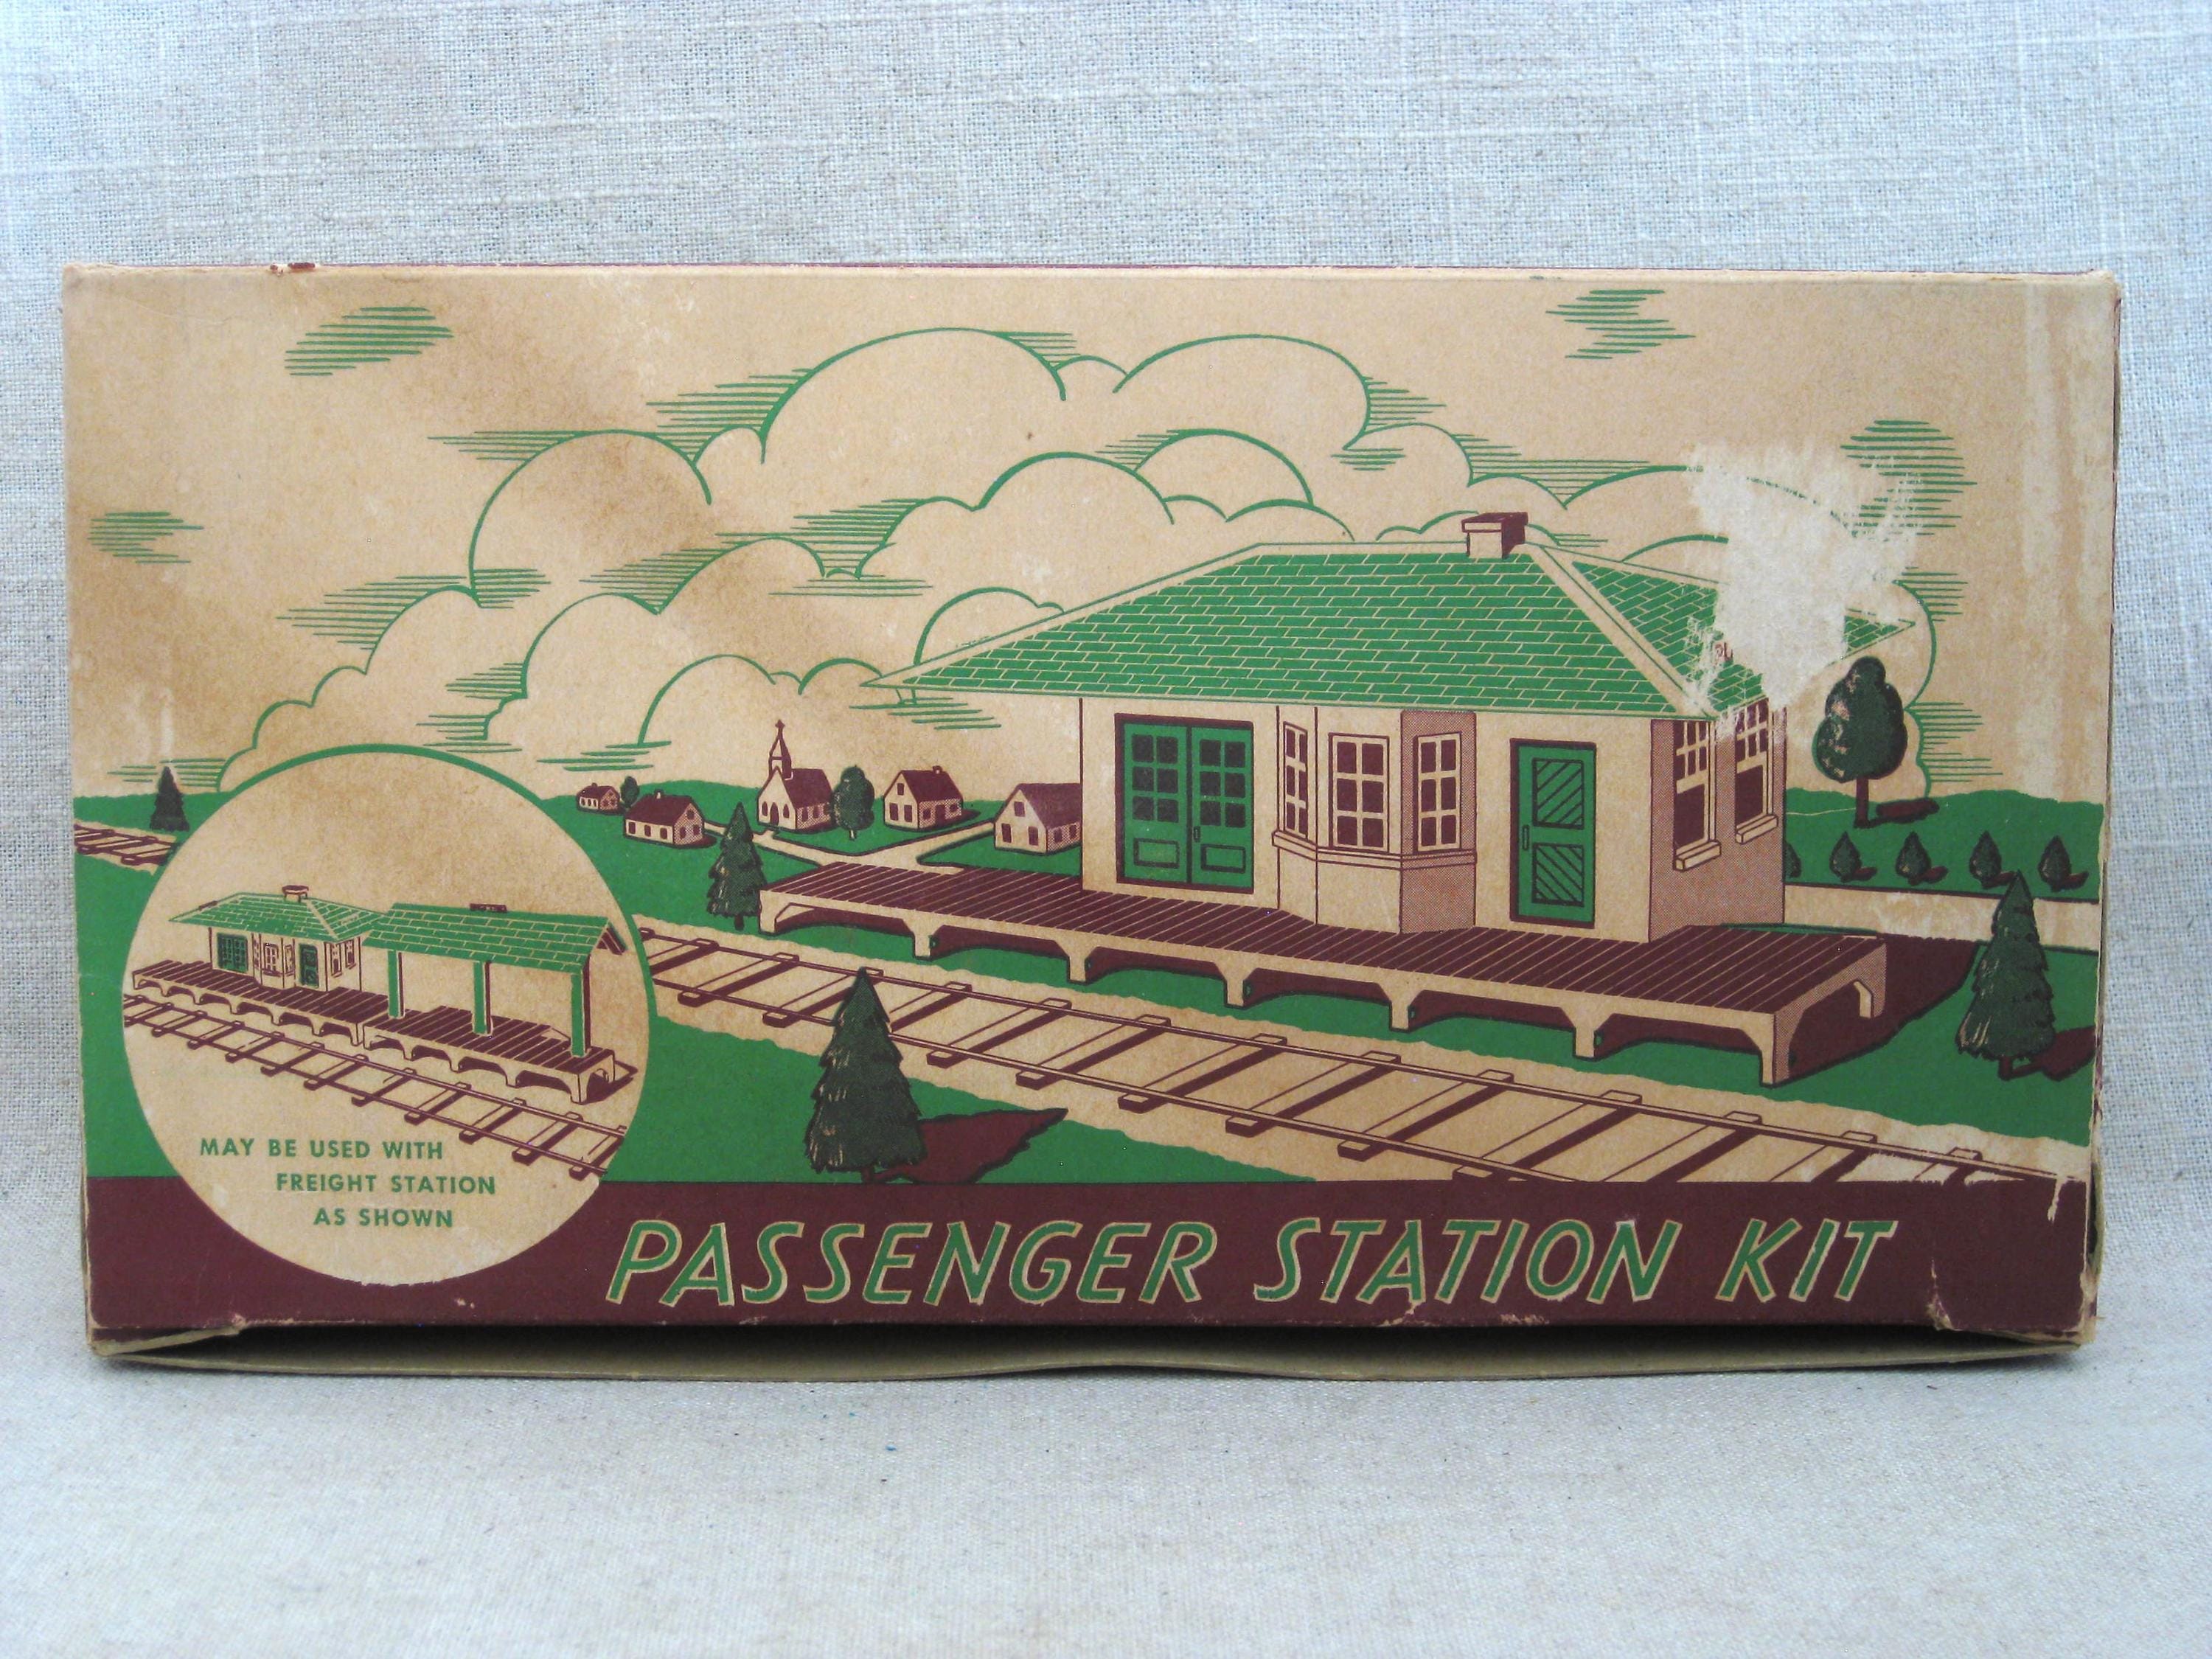 MAY BE USED WITH
FREIGHT STATION
AS SHOWN
PASSENGER STATION KIT